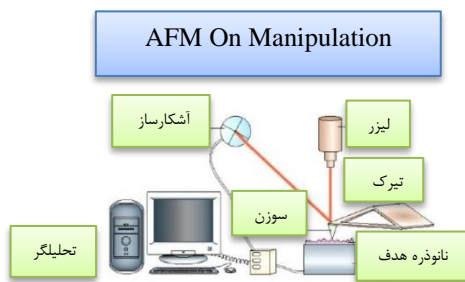 AFM On Manipulation
آشکارساز
لیزر
تیرک
سوزن
تحلیلگر
نانوذره هدف